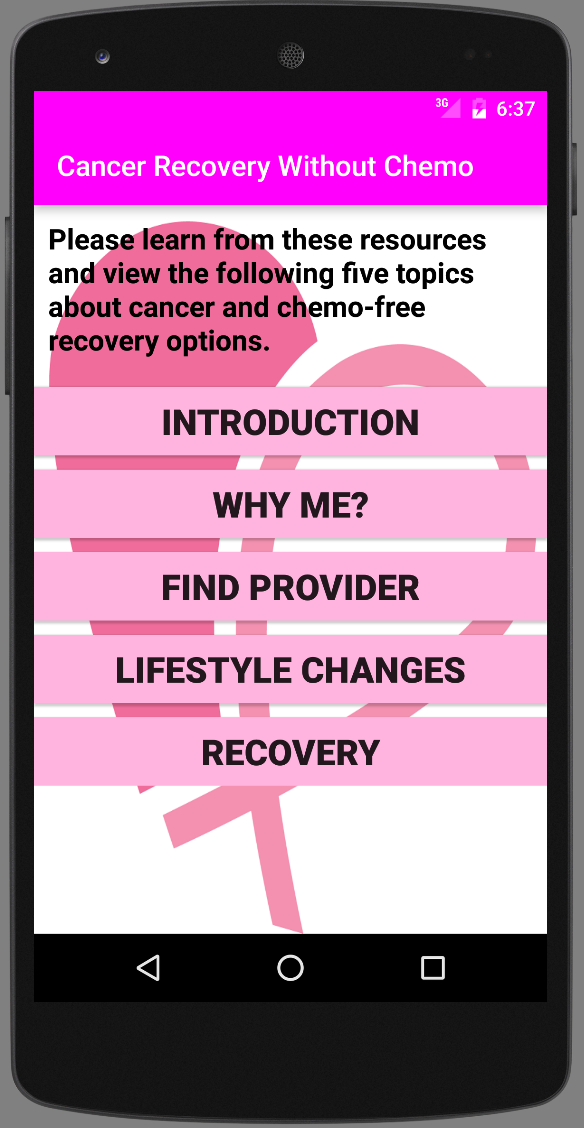 3G 6:37
Cancer Recovery Without Chemo
Please learn from these resources
and view the following five topics
about cancer and chemo-free
recovery options.
INTRODUCTION
WHY ME?
FIND PROVIDER
LIFESTYLE CHANGES
RECOVERY